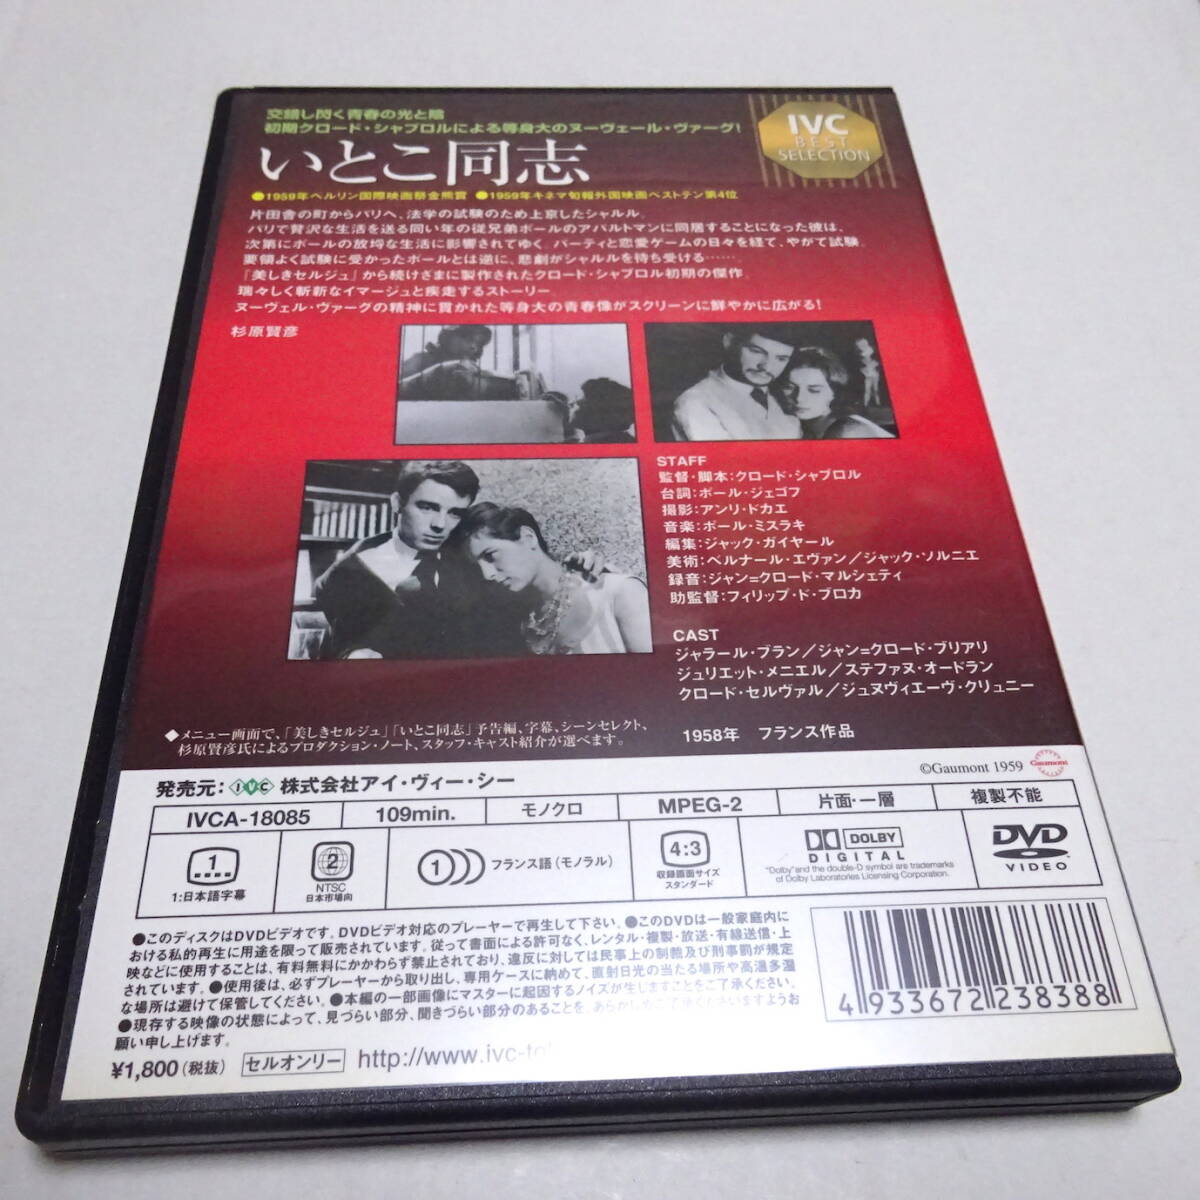 交錯し閃く青春の光と陰
初期クロード・シャブロルによる等身大のヌーヴェール・ヴァーグ!
いとこ同志
IVC
BEST
SELECTION
●1959年ベルリン国際映画祭金熊賞 ●1959年キネマ旬報外国映画ベストテン第4位
片田舎の町からパリへ、法学の試験のため上京したシャルル。
パリで贅沢な生活を送る同い年の従兄弟ポールのアパルトマンに同居することになった彼は、
次第にポールの放埓な生活に影響されてゆく。パーティと恋愛ゲームの日々を経て、やがて試験。
要領よく試験に受かったポールとは逆に、悲劇がシャルルを待ち受ける……。
「美しきセルジュ」から続けざまに製作されたクロード・シャブロル初期の傑作。
瑞々しく斬新なイマージュと疾走するストーリー
ヌーヴェル・ヴァーグの精神に貫かれた等身大の青春像がスクリーンに鮮やかに広がる!
杉原賢彦
STAFF
監督・脚本:クロード・シャブロル
台詞:ポール・ジェゴフ
撮影:アンリ・ドカエ
音楽:ポール・ミスラキ
編集:ジャック・ガイヤール
美術:ベルナール・エヴァン/ジャック・ソルニエ
録音:ジャン=クロード・マルシェティ
助監督:フィリップ・ド・ブロカ
CAST
ジャラール・ブラン/ジャン=クロード・ブリアリ
ジュリエット・メニエル/ステファヌ・オードラン
クロード・セルヴァル/ジュヌヴィエーヴ・クリュニー
◆メニュー画面で、「美しきセルジュ」「いとこ同志」予告編、字幕、シーンセレクト、
杉原賢彦氏によるプロダクション・ノート、スタッフ・キャスト紹介が選べます。
1958年 フランス作品
©Gaumont 1959
Gaumont
発売元: IVC 株式会社アイ・ヴィー・シー
IVCA-18085
109min.
モノクロ
MPEG-2
片面・一層
複製不能
1
1:日本語字幕
2
NTSC
日本市場向
1
フランス語(モノラル)
4:3
収録画面サイズ
スタンダード
DOLBY
DIGITAL
"Dolby"and the double-D symbol are trademarks
of Dolby Laboratories Licensing Corporation.
DVD
VIDEO
●このディスクはDVDビデオです。DVDビデオ対応のプレーヤーで再生して下さい。●このDVDは一般家庭内に
おける私的再生に用途を限って販売されています。従って書面による許可なく、レンタル・複製・放送・有線送信・上
映などに使用することは、有料無料にかかわらず禁止されており、違反に対しては民事上の制裁及び刑事罰が規定
されています。●使用後は、必ずプレーヤーから取り出し、専用ケースに納めて、直射日光の当たる場所や高温多湿
な場所は避けて保管してください。●本編の一部画像にマスターに起因するノイズが生じますことをご了承ください。
●現存する映像の状態によって、見づらい部分、聞きづらい部分のあることを、あらかじめご了承くださいますようお
願い申し上げます。
4 933672 238388
¥1,800(税抜)
セルオンリー
http://www.ivc-to